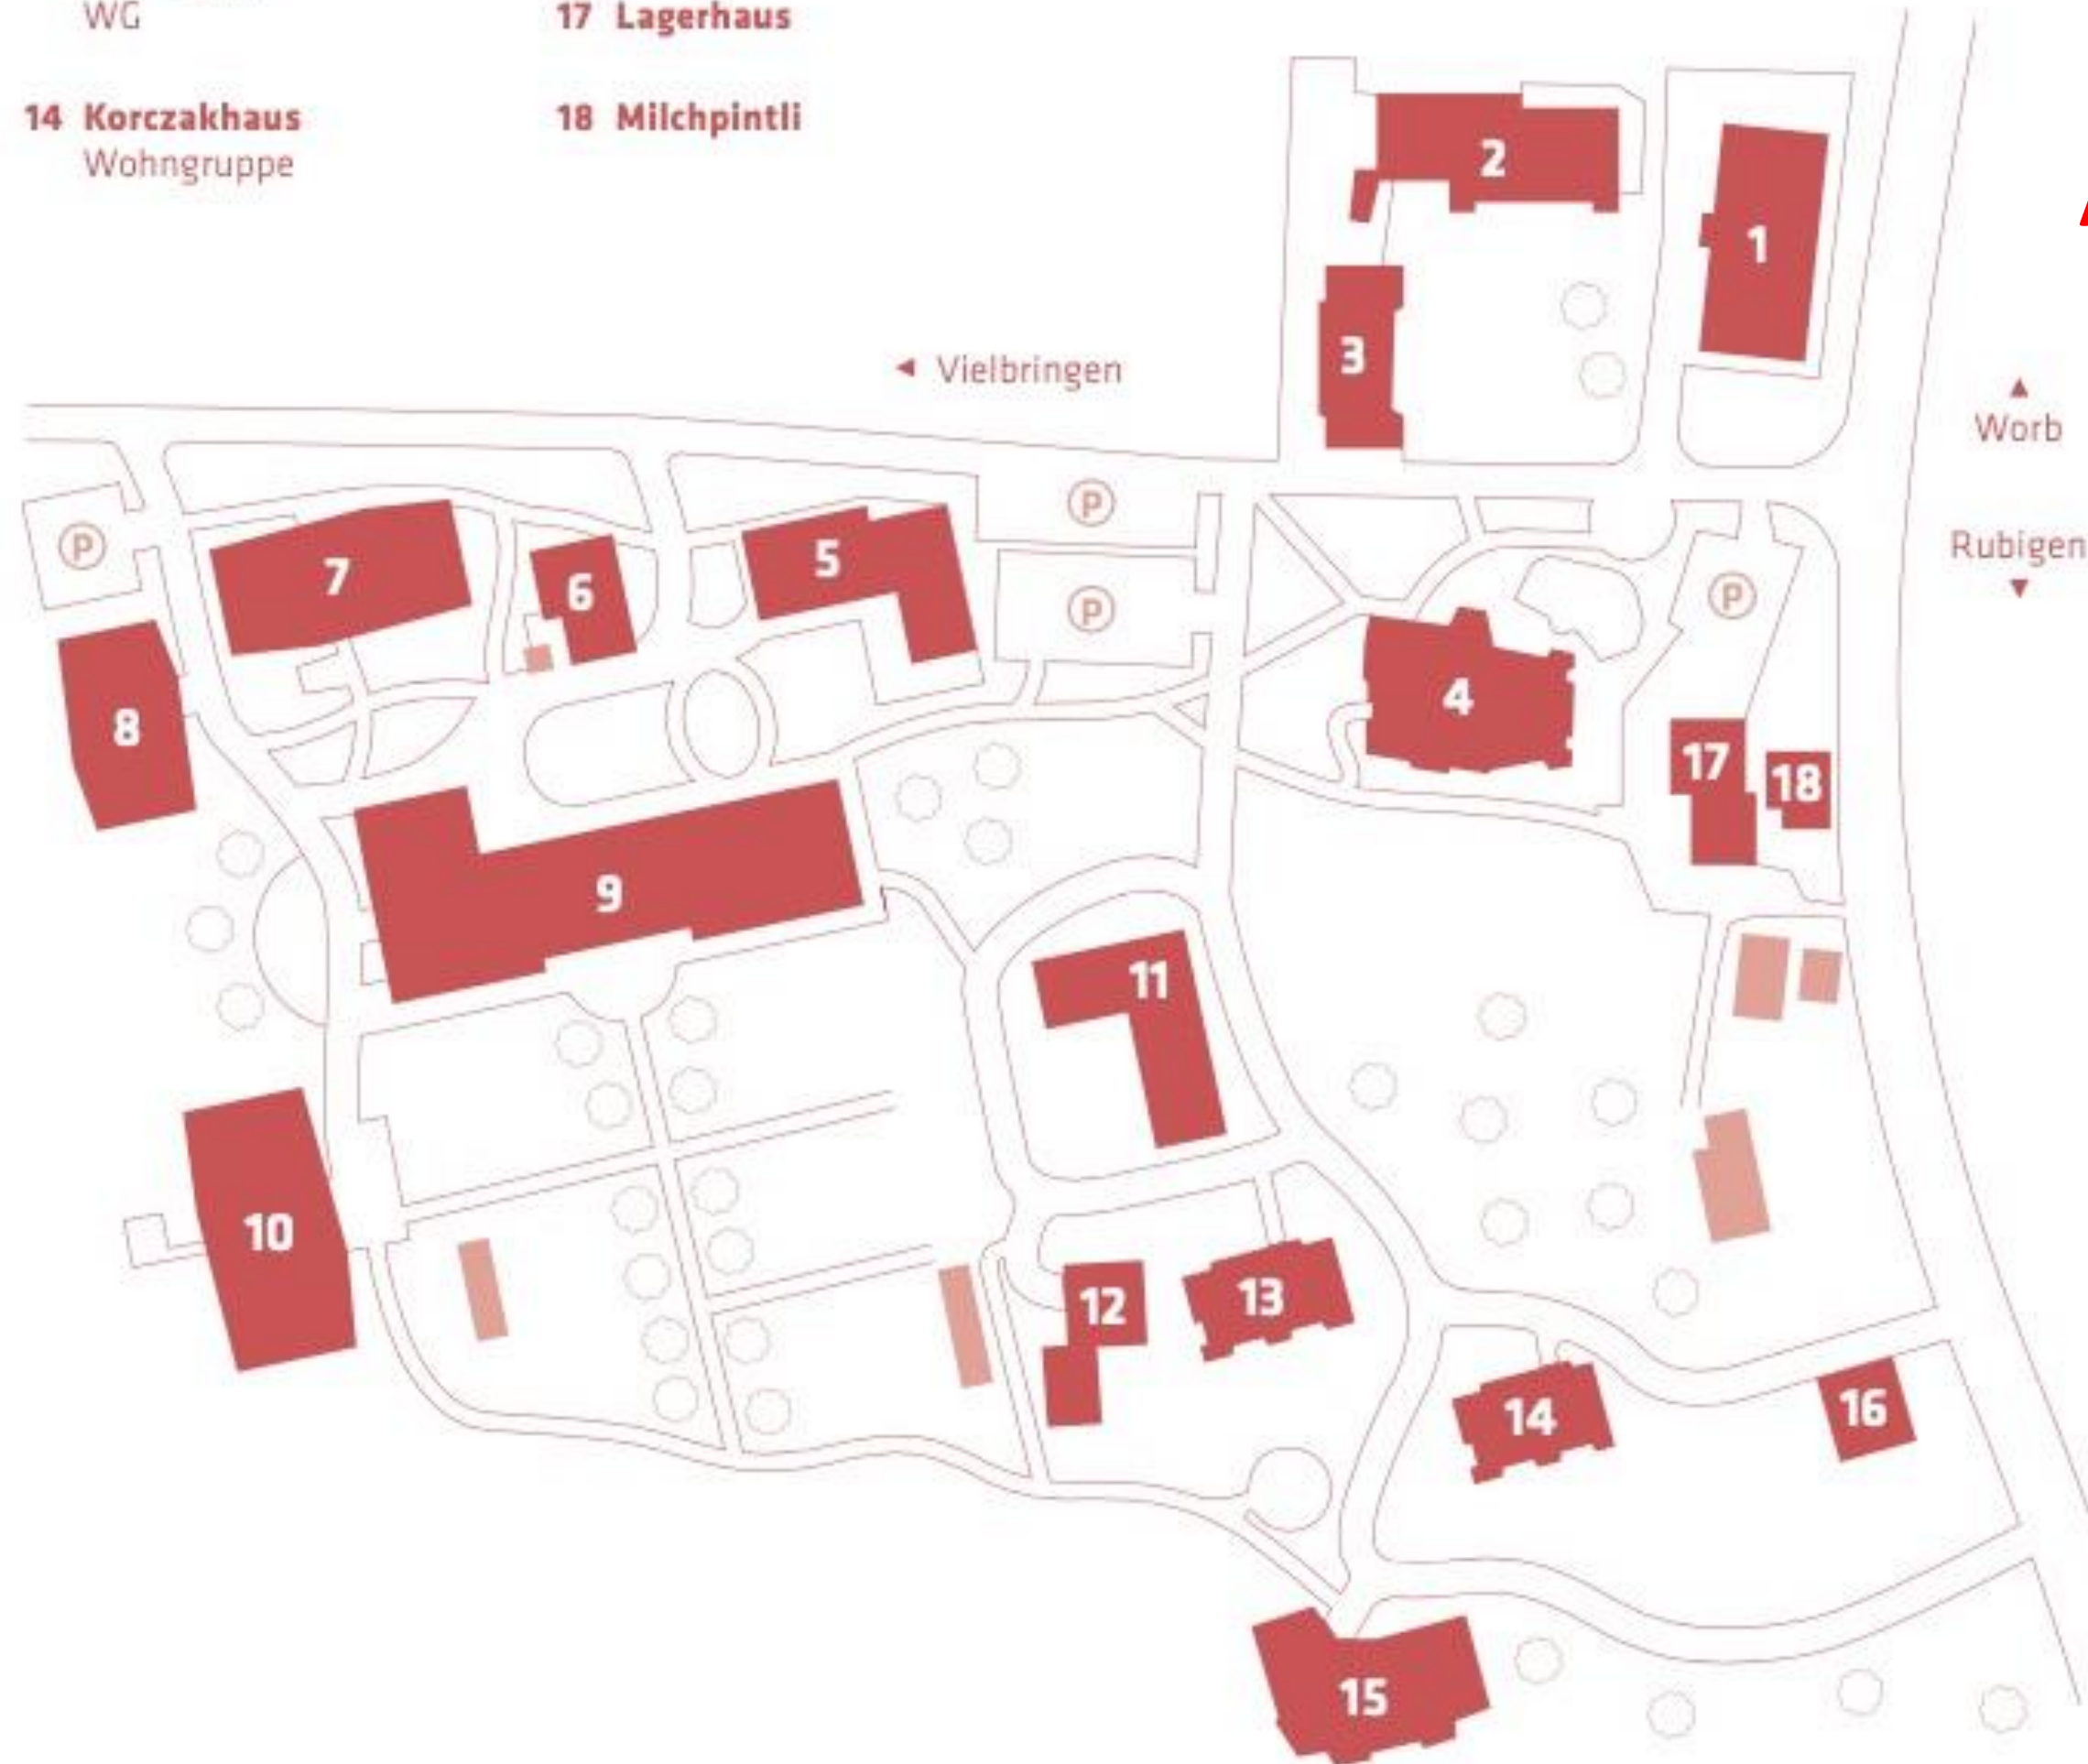 WG
17 Lagerhaus
14 Korczakhaus
Wohngruppe
18 Milchpintli
2
1
3
◄ Vielbringen
▲
Worb
P
P
7
6
5
Rubigen
▼
P
P
4
8
17
18
9
11
10
12
13
14
16
15